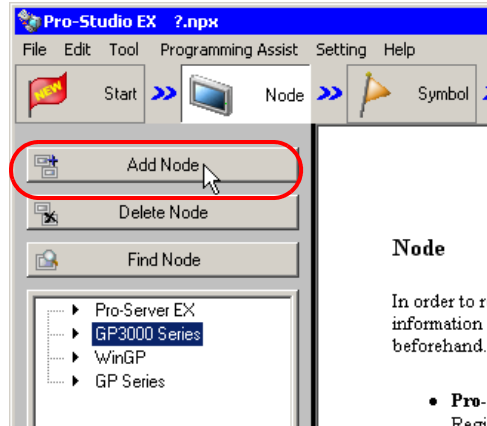 Pro-Studio EX ?.npx
File Edit Tool Programming Assist Setting Help
NEW Start Node Symbol
Add Node
Delete Node
Find Node
Pro-Server EX
GP3000 Series
WinGP
GP Series
Node
In order to r
information
beforehand.
• Pro-
Regi